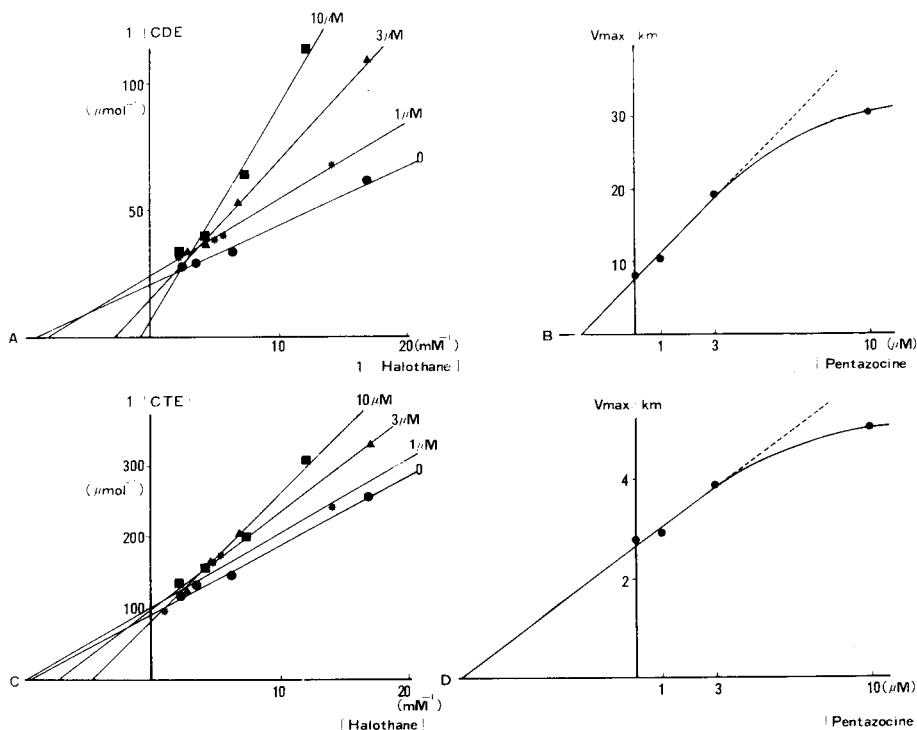 1 | CDE
10μM
3μM
1μM
0
100
(μmol⁻¹)
50
A
10
20
(mM⁻¹)
1 Halothane |
Vmax km
30
20
10
B
1
3
10
(μM)
| Pentazocine
1 | CTE
10μM
3μM
1μM
0
300
(μmol⁻¹)
200
100
C
10
20
(mM⁻¹)
| Halothane |
Vmax km
4
2
D
1
3
10
(μM)
| Pentazocine